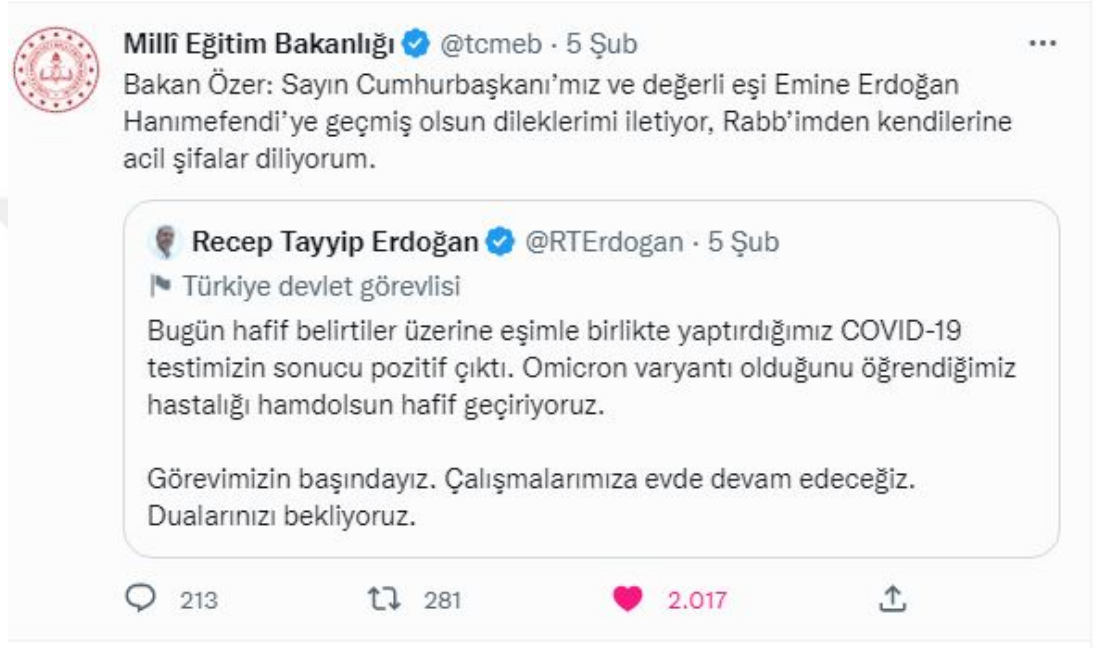 Millî Eğitim Bakanlığı @tcmeb · 5 Şub
Bakan Özer: Sayın Cumhurbaşkanı’mız ve değerli eşi Emine Erdoğan
Hanımefendi’ye geçmiş olsun dileklerimi iletiyor, Rabb’imden kendilerine
acil şifalar diliyorum.
Recep Tayyip Erdoğan @RTErdogan · 5 Şub
Türkiye devlet görevlisi
Bugün hafif belirtiler üzerine eşimle birlikte yaptırdığımız COVID-19
testimizin sonucu pozitif çıktı. Omicron varyantı olduğunu öğrendiğimiz
hastalığı hamdolsun hafif geçiriyoruz.
Görevimizin başındayız. Çalışmalarımıza evde devam edeceğiz.
Dualarınızı bekliyoruz.
213 281 2.017